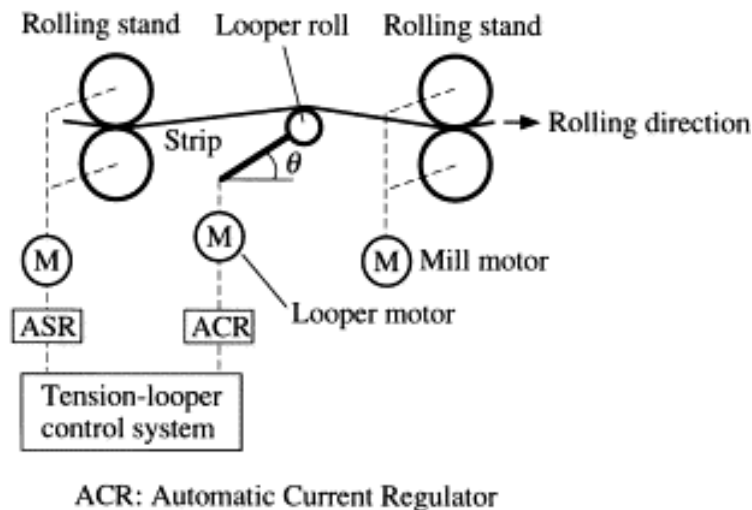 Rolling stand
Looper roll
Rolling stand
Strip
θ
Rolling direction
M
M
M
Mill motor
Looper motor
ASR
ACR
Tension-looper
control system
ACR: Automatic Current Regulator